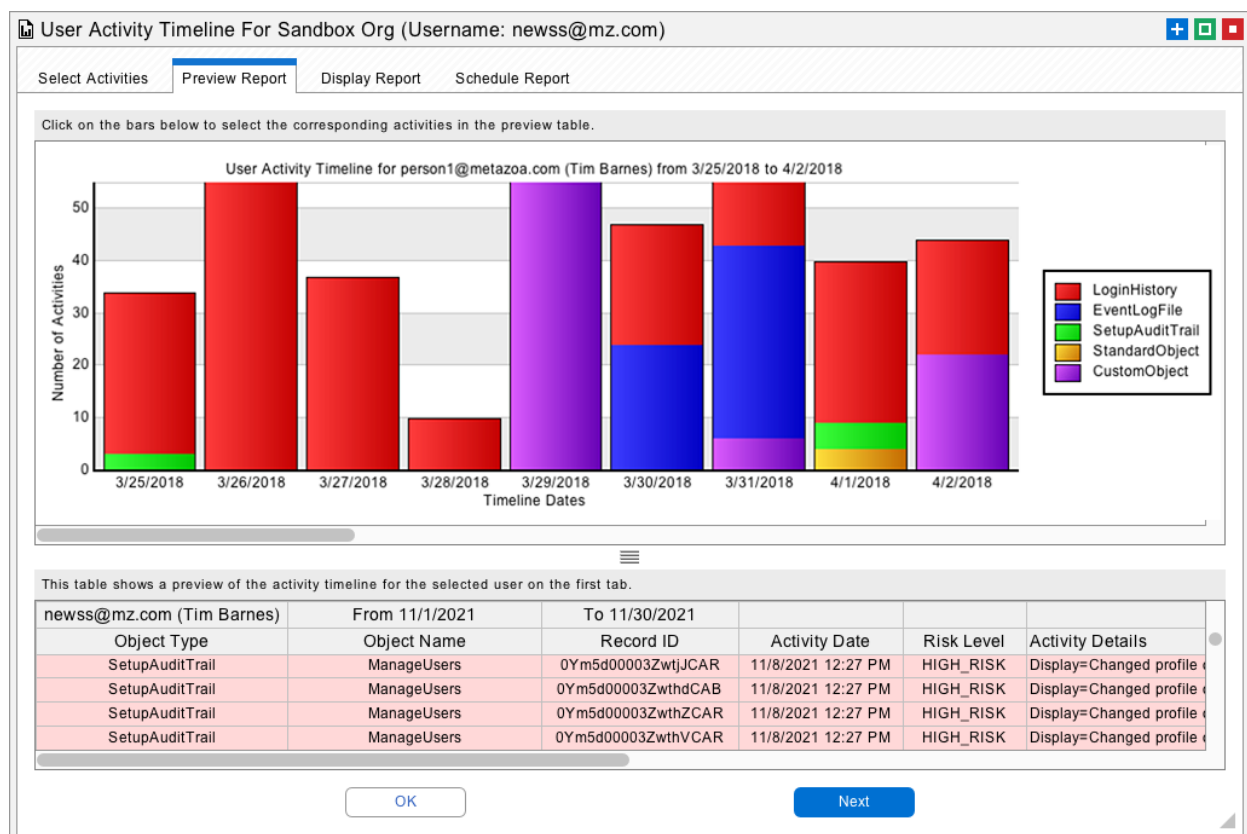 User Activity Timeline For Sandbox Org (Username: newss@mz.com)
Select Activities Preview Report Display Report Schedule Report
Click on the bars below to select the corresponding activities in the preview table.
User Activity Timeline for person1@metazoa.com (Tim Barnes) from 3/25/2018 to 4/2/2018
Number of Activities
50
40
30
20
10
0
3/25/2018 3/26/2018 3/27/2018 3/28/2018 3/29/2018 3/30/2018 3/31/2018 4/1/2018 4/2/2018
Timeline Dates
LoginHistory
EventLogFile
SetupAuditTrail
StandardObject
CustomObject
This table shows a preview of the activity timeline for the selected user on the first tab.
newss@mz.com (Tim Barnes) From 11/1/2021 To 11/30/2021
Object Type Object Name Record ID Activity Date Risk Level Activity Details
SetupAuditTrail ManageUsers 0Ym5d00003ZwtjJCAR 11/8/2021 12:27 PM HIGH_RISK Display=Changed profile
SetupAuditTrail ManageUsers 0Ym5d00003ZwthdCAB 11/8/2021 12:27 PM HIGH_RISK Display=Changed profile
SetupAuditTrail ManageUsers 0Ym5d00003ZwthZCAR 11/8/2021 12:27 PM HIGH_RISK Display=Changed profile
SetupAuditTrail ManageUsers 0Ym5d00003ZwthVCAR 11/8/2021 12:27 PM HIGH_RISK Display=Changed profile
OK Next